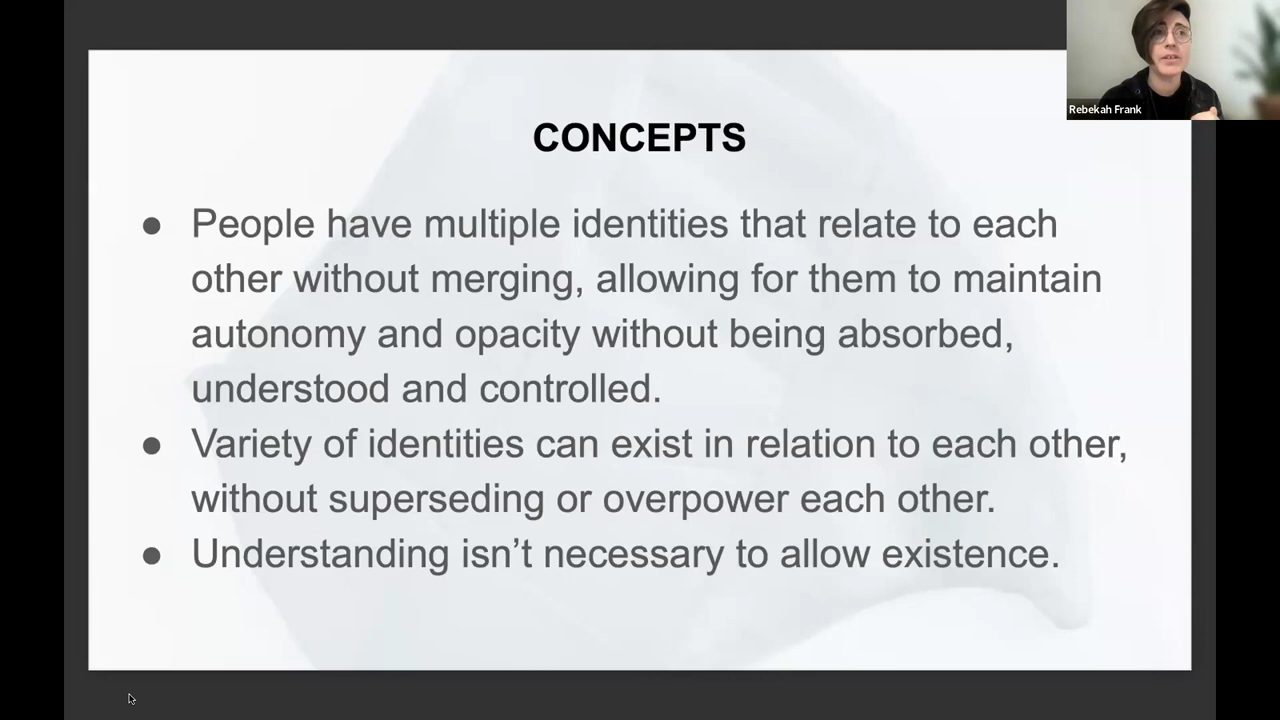 Rebekah Frank
CONCEPTS
● People have multiple identities that relate to each
other without merging, allowing for them to maintain
autonomy and opacity without being absorbed,
understood and controlled.
● Variety of identities can exist in relation to each other,
without superseding or overpower each other.
● Understanding isn’t necessary to allow existence.